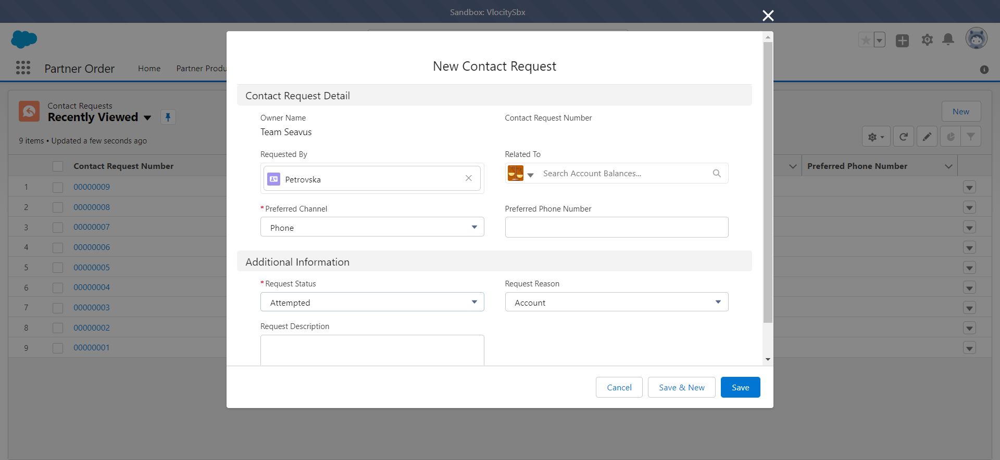 Sandbox: VlocitySbx
Partner Order
Home
Partner Produ
Contact Requests
Recently Viewed
New
9 items • Updated a few seconds ago
Contact Request Number
Preferred Phone Number
1 00000009
2 00000008
3 00000007
4 00000006
5 00000005
6 00000004
7 00000003
8 00000002
9 00000001
New Contact Request
Contact Request Detail
Owner Name
Team Seavus
Contact Request Number
Requested By
Petrovska
Related To
Search Account Balances...
* Preferred Channel
Phone
Preferred Phone Number
Additional Information
* Request Status
Attempted
Request Reason
Account
Request Description
Cancel
Save & New
Save